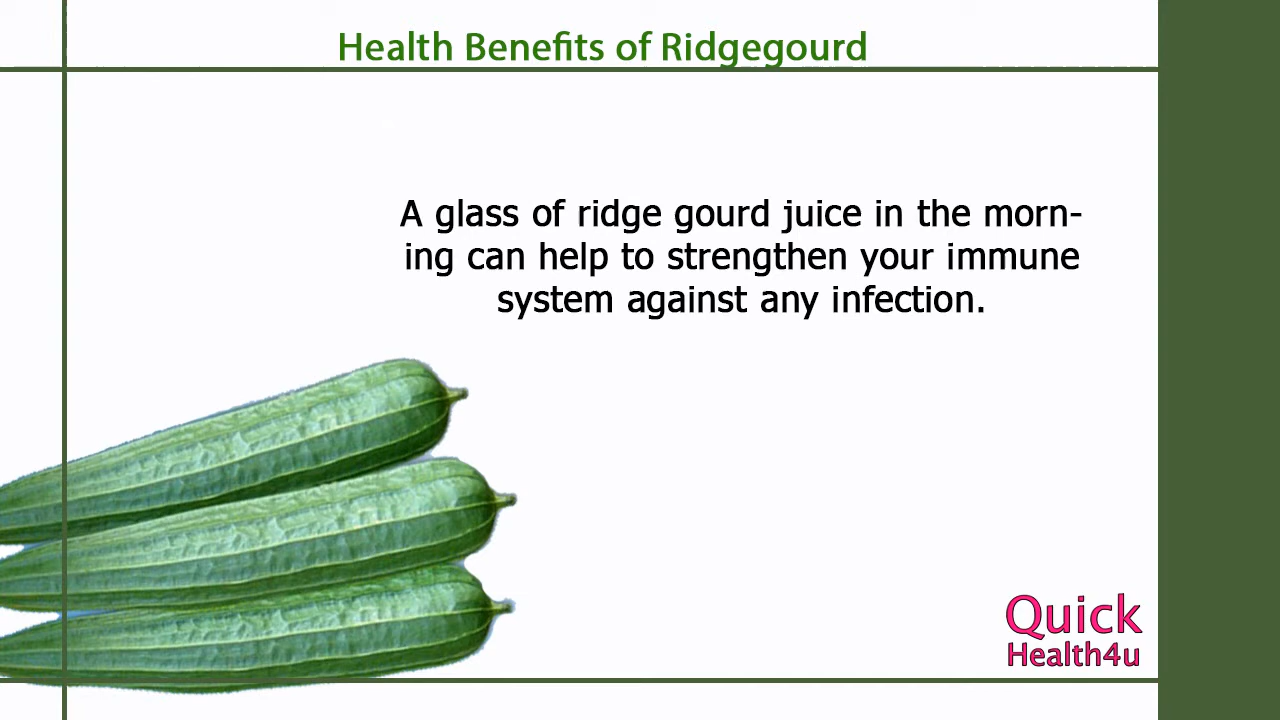 Health Benefits of Ridgegourd
A glass of ridge gourd juice in the morn-
ing can help to strengthen your immune
system against any infection.
Quick
Health4u